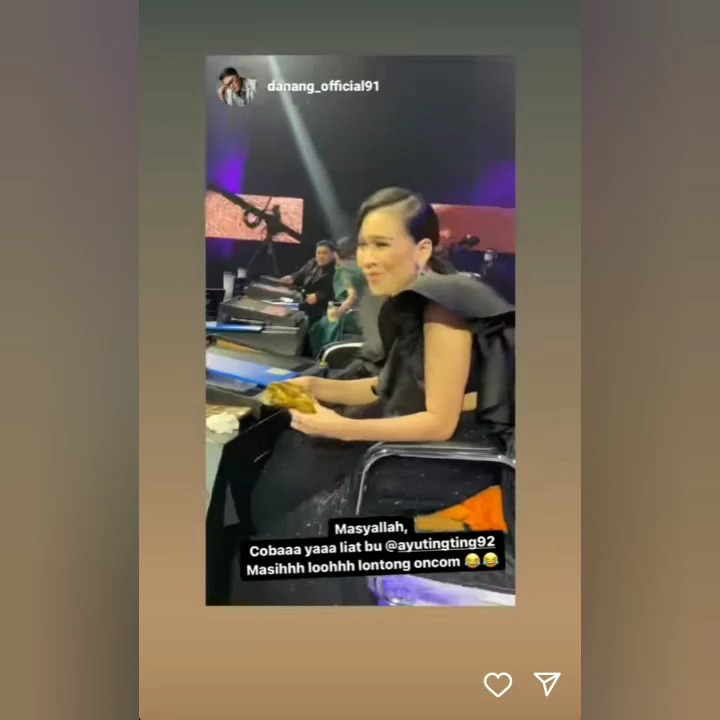 danang_official91
Masyallah,
Cobaaa yaaa liat bu @ayutingting92
Masihhh loohhh lontong oncom 😂😂